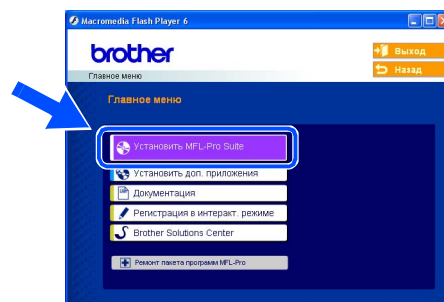 Macromedia Flash Player 6
brother
Выход
Назад
Главное меню
Главное меню
Установить MFL-Pro Suite
Установить доп. приложения
Документация
Регистрация в интеракт. режиме
Brother Solutions Center
Ремонт пакета программ MFL-Pro